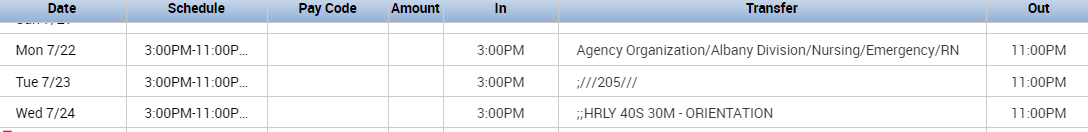 Date Schedule Pay Code Amount In Transfer Out
Mon 7/22 3:00PM-11:00P... 3:00PM Agency Organization/Albany Division/Nursing/Emergency/RN 11:00PM
Tue 7/23 3:00PM-11:00P... 3:00PM ;///205/// 11:00PM
Wed 7/24 3:00PM-11:00P... 3:00PM ;;HRLY 40S 30M - ORIENTATION 11:00PM